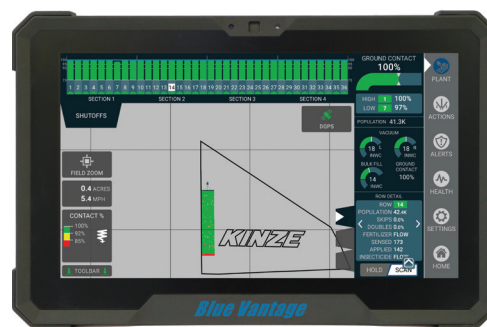 1 2 3 4 5 6 7 8 9 10 11 12 13 14 15 16 17 18 19 20 21 22 23 24 25 26 27 28 29 30 31 32 33 34 35 36
SECTION 1 SECTION 2 SECTION 3 SECTION 4
SHUTOFFS
DGPS
FIELD ZOOM
0.4 ACRES
5.4 MPH
CONTACT %
100%
92%
85%
TOOLBAR
KINZE
GROUND CONTACT
100%
HIGH 1 100%
LOW 7 97%
POPULATION 41.3K
VACUUM
18 L INWC
18 R INWC
BULK FILL
14 INWC
GROUND CONTACT
100%
ROW DETAIL
ROW 14
POPULATION 42.4K
SKIPS 0.0%
DOUBLES 0.0%
FERTILIZER FLOW
SENSED 173
APPLIED 142
INSECTICIDE FLOW
HOLD SCAN
PLANT
ACTIONS
ALERTS
HEALTH
SETTINGS
HOME
Blue Vantage